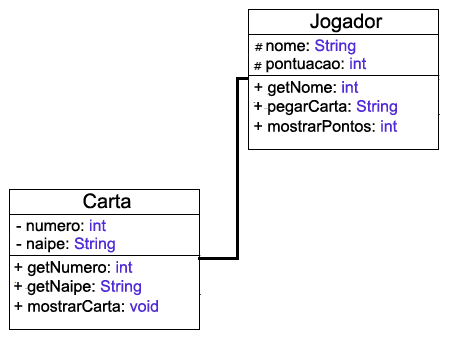 Jogador
# nome: String
# pontuacao: int
+ getNome: int
+ pegarCarta: String
+ mostrarPontos: int
Carta
- numero: int
- naipe: String
+ getNumero: int
+ getNaipe: String
+ mostrarCarta: void